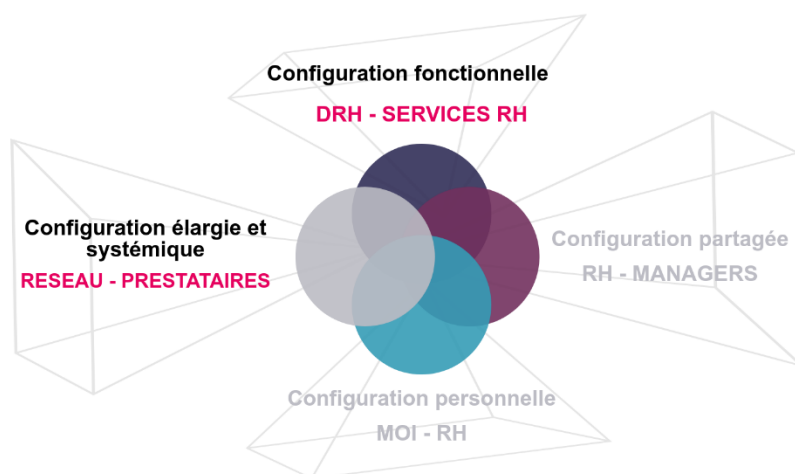 Configuration fonctionnelle
DRH - SERVICES RH
Configuration élargie et
systémique
RESEAU - PRESTATAIRES
Configuration partagée
RH - MANAGERS
Configuration personnelle
MOI - RH